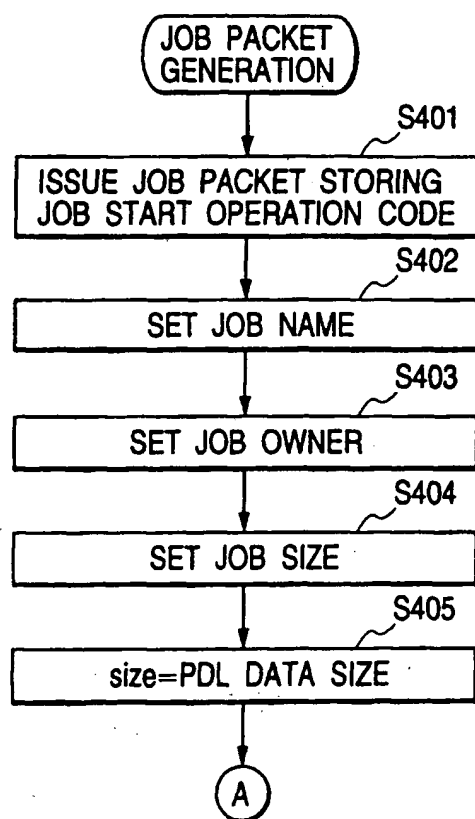 JOB PACKET
GENERATION
S401
ISSUE JOB PACKET STORING
JOB START OPERATION CODE
S402
SET JOB NAME
S403
SET JOB OWNER
S404
SET JOB SIZE
S405
size=PDL DATA SIZE
A